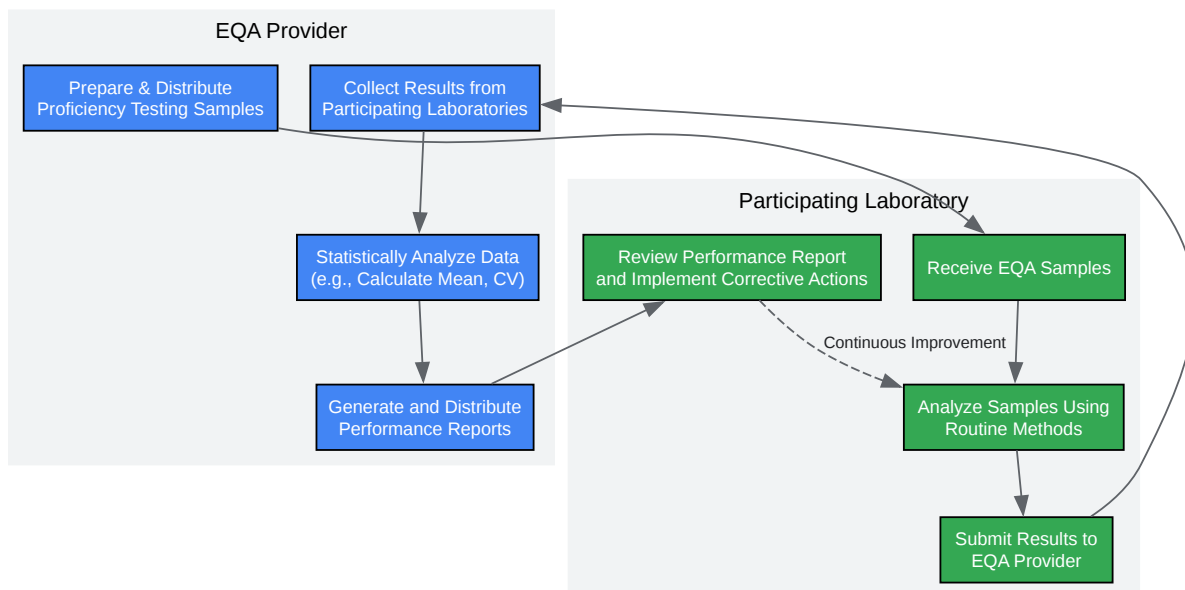 EQA Provider
Prepare & Distribute
Proficiency Testing Samples
Collect Results from
Participating Laboratories
Statistically Analyze Data
(e.g., Calculate Mean, CV)
Generate and Distribute
Performance Reports
Participating Laboratory
Review Performance Report
and Implement Corrective Actions
Receive EQA Samples
Continuous Improvement
Analyze Samples Using
Routine Methods
Submit Results to
EQA Provider